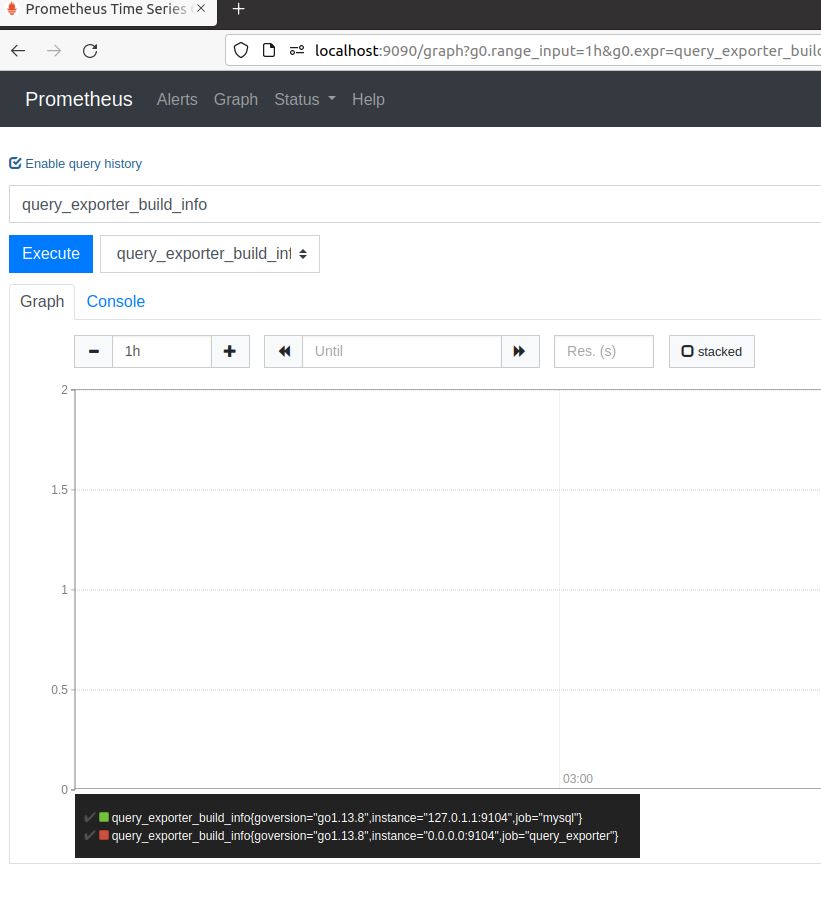 Prometheus Time Series
localhost:9090/graph?g0.range_input=1h&g0.expr=query_exporter_buil
Prometheus Alerts Graph Status Help
Enable query history
query_exporter_build_info
Execute query_exporter_build_inf
Graph Console
1h Until Res. (s) stacked
2
1.5
1
0.5
03:00
0
query_exporter_build_info{goversion="go1.13.8",instance="127.0.1.1:9104",job="mysql"}
query_exporter_build_info{goversion="go1.13.8",instance="0.0.0.0:9104",job="query_exporter"}